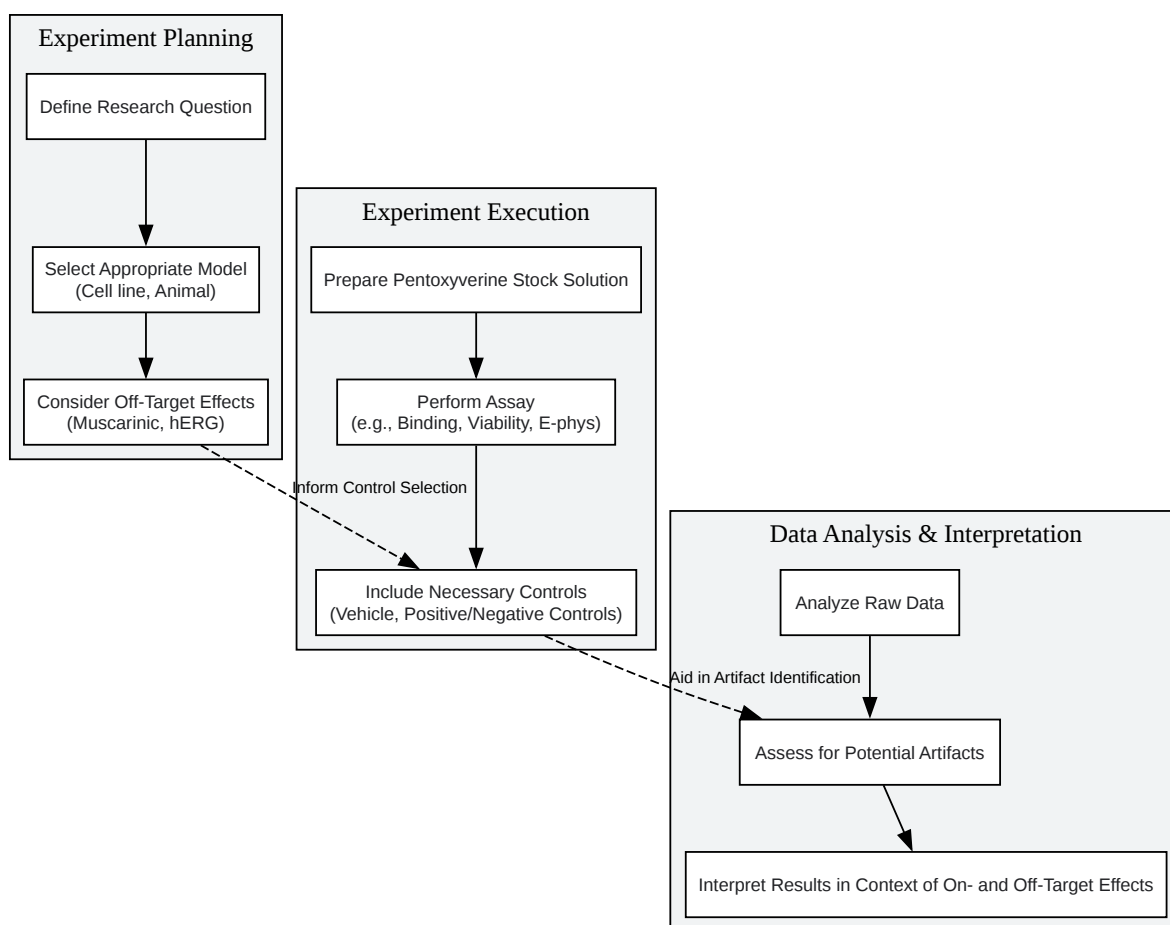 Experiment Planning
Define Research Question
Select Appropriate Model
(Cell line, Animal)
Consider Off-Target Effects
(Muscarinic, hERG)
Experiment Execution
Prepare Pentoxyverine Stock Solution
Perform Assay
(e.g., Binding, Viability, E-phys)
Inform Control Selection
Include Necessary Controls
(Vehicle, Positive/Negative Controls)
Data Analysis & Interpretation
Analyze Raw Data
Aid in Artifact Identification
Assess for Potential Artifacts
Interpret Results in Context of On- and Off-Target Effects